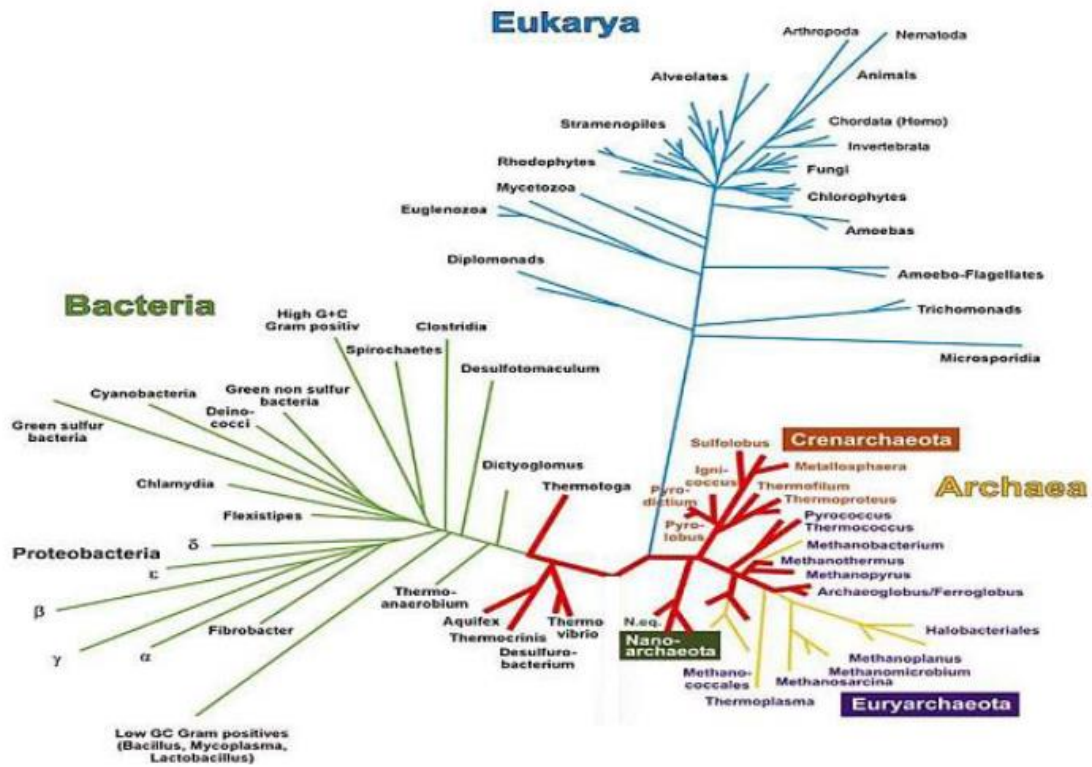 Eukarya
Arthropoda
Nematoda
Alveolates
Animals
Stramenopiles
Chordata (Homo)
Invertebrata
Rhodophytes
Fungi
Mycetozoa
Chlorophytes
Euglenozoa
Amoebas
Diplomonads
Amoebo-Flagellates
Trichomonads
Microsporidia
Bacteria
High G+C
Gram positiv
Clostridia
Spirochaetes
Desulfotomaculum
Green non sulfur
bacteria
Cyanobacteria
Deino-
cocci
Green sulfur
bacteria
Dictyoglomus
Thermotoga
Chlamydia
Flexistipes
Proteobacteria
δ
ε
β
γ
α
Fibrobacter
Thermo-
anaerobium
Aquifex
Thermocrinis
Desulfuro-
bacterium
Thermo
vibrio
Low GC Gram positives
(Bacillus, Mycoplasma,
Lactobacillus)
Archaea
Crenarchaeota
Sulfolobus
Metallosphaera
Igni-
coccus
Thermofilum
Thermoproteus
Pyro-
dictium
Pyro-
lobus
Pyrococcus
Thermococcus
Methanobacterium
Methanothermus
Methanopyrus
Archaeoglobus/Ferroglobus
N.eq.
Nano-
archaeota
Halobacteriales
Methanoplanus
Methanomicrobium
Methanosarcina
Methano-
coccales
Thermoplasma
Euryarchaeota